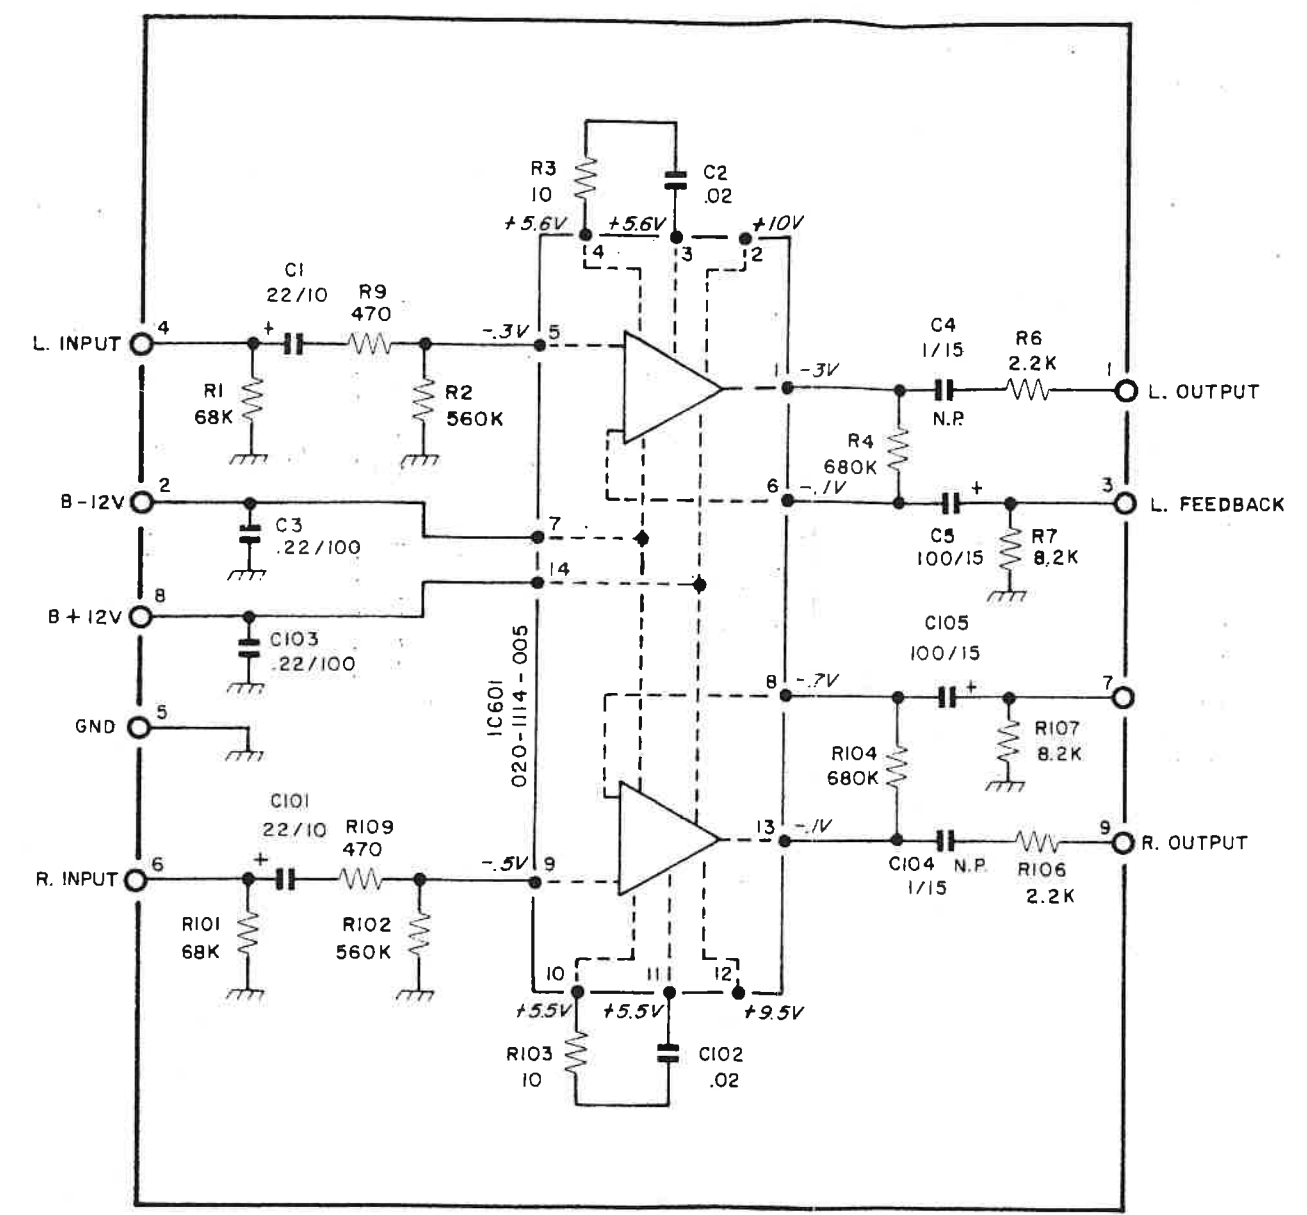 R3
10
C2
.02
+5.6V
+5.6V
+10V
4
3
2
C1
22/10
R9
470
L. INPUT
4
+
-.3V
5
R1
68K
R2
560K
1
-3V
C4
1/15
N.P.
R6
2.2K
1
L. OUTPUT
R4
680K
B-12V
2
C3
.22/100
7
6
-.1V
+
3
L. FEEDBACK
C5
100/15
R7
8.2K
14
B+12V
8
C103
.22/100
IC601
020-1114-005
C105
100/15
8
-.7V
+
7
GND
5
R104
680K
R107
8.2K
C101
22/10
R109
470
13
-.1V
9
R. OUTPUT
R. INPUT
6
+
-.5V
9
C104
1/15
N.P.
R106
2.2K
R101
68K
R102
560K
10
11
12
+5.5V
+5.5V
+9.5V
R103
10
C102
.02